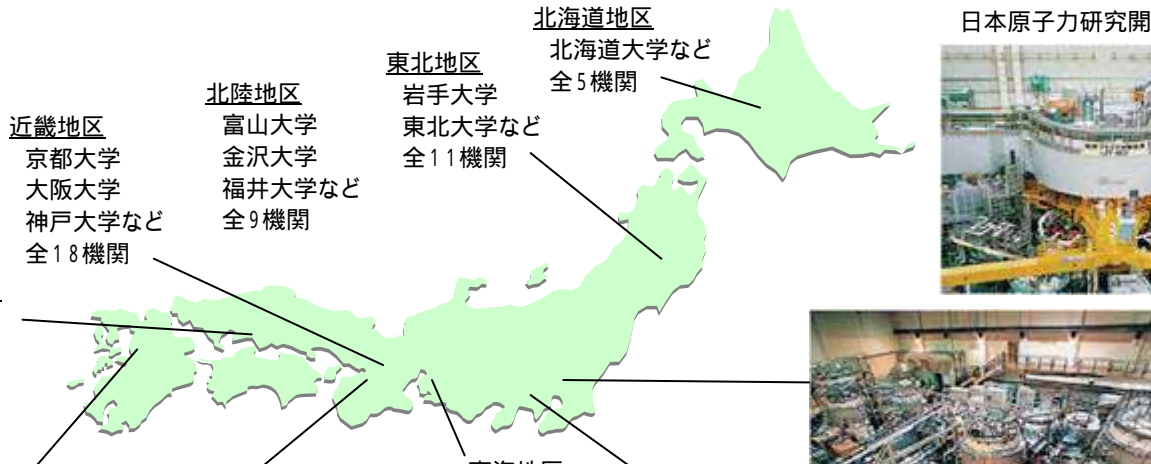 北海道地区
北海道大学など
全5機関
東北地区
岩手大学
東北大学など
全11機関
北陸地区
富山大学
金沢大学
福井大学など
全9機関
近畿地区
京都大学
大阪大学
神戸大学など
全18機関
日本原子力研究開